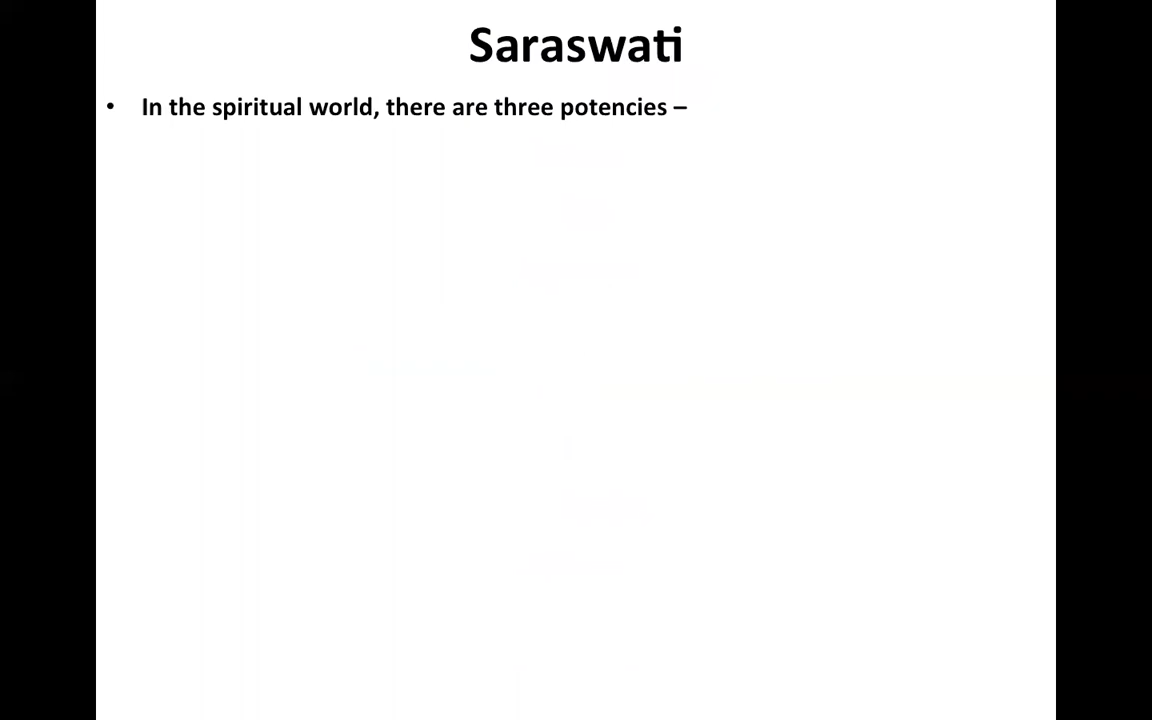 Saraswati
• In the spiritual world, there are three potencies –